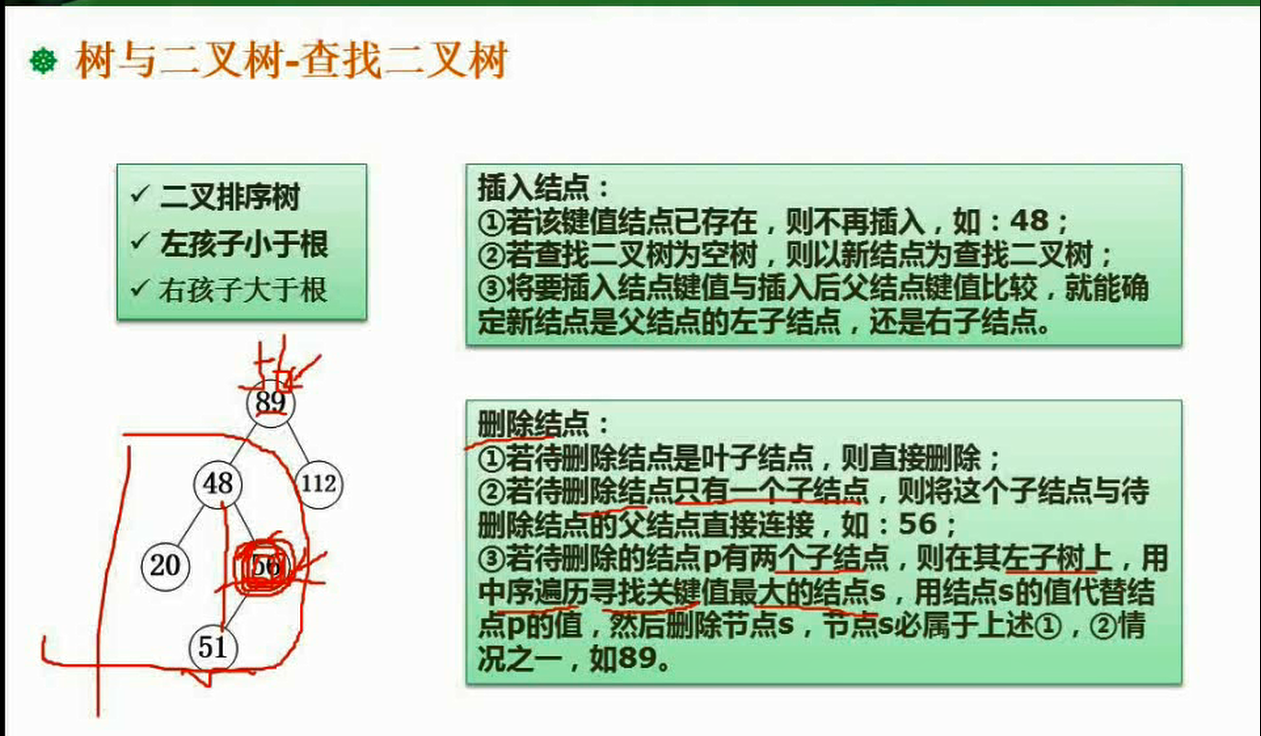 树与二叉树-查找二叉树
✓ 二叉排序树
✓ 左孩子小于根
✓ 右孩子大于根
插入结点：
①若该键值结点已存在，则不再插入，如：48；
②若查找二叉树为空树，则以新结点为查找二叉树；
③将要插入结点键值与插入后父结点键值比较，就能确
定新结点是父结点的左子结点，还是右子结点。
89
48
112
20
56
51
删除结点：
①若待删除结点是叶子结点，则直接删除；
②若待删除结点只有一个子结点，则将这个子结点与待
删除结点的父结点直接连接，如：56；
③若待删除的结点p有两个子结点，则在其左子树上，用
中序遍历寻找关键值最大的结点s，用结点s的值代替结
点p的值，然后删除节点s，节点s必属于上述①，②情
况之一，如89。